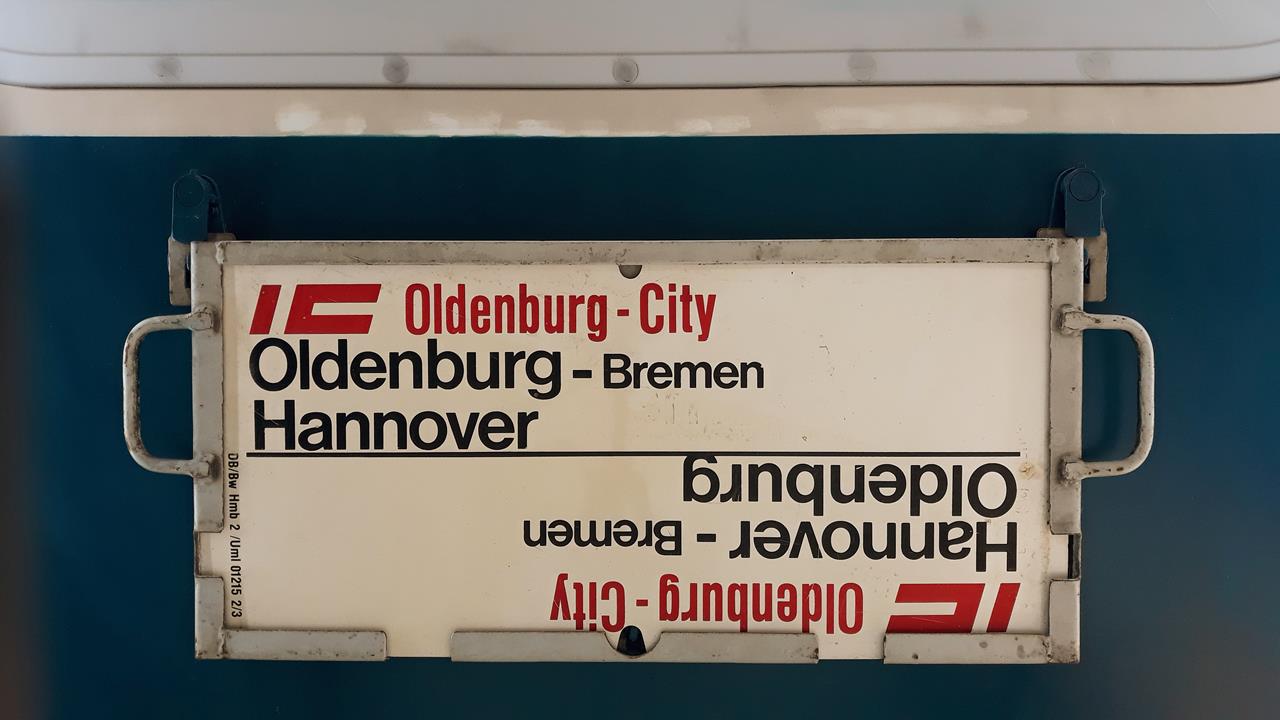 IC Oldenburg - City
Oldenburg - Bremen
Hannover
DB/Bw Hmb 2 /Uml 01215 2/3
IC Oldenburg - City
Hannover - Bremen
Oldenburg